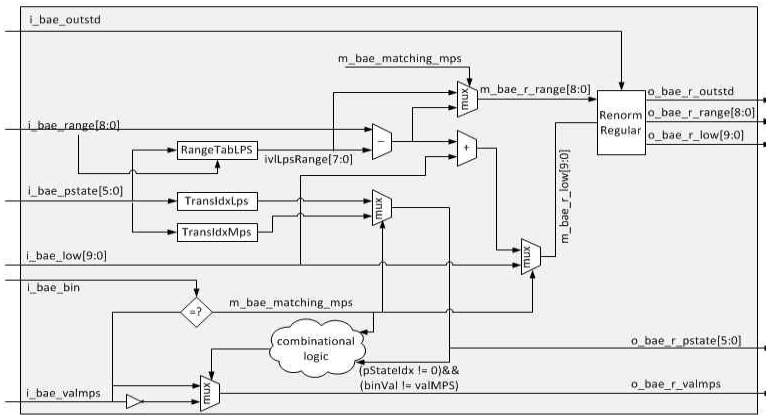 i_bae_outstd
m_bae_matching_mps
mux
m_bae_r_range[8:0]
o_bae_r_outstd
o_bae_r_range[8:0]
o_bae_r_low[9:0]
Renorm
Regular
i_bae_range[8:0]
RangeTabLPS
ivlLpsRange[7:0]
−
+
i_bae_pstate[5:0]
TransIdxLps
TransIdxMps
mux
m_bae_r_low[9:0]
mux
i_bae_low[9:0]
i_bae_bin
=?
m_bae_matching_mps
combinational
logic
(pStateIdx != 0)&&
(binVal != valMPS)
o_bae_r_pstate[5:0]
i_bae_valmps
mux
o_bae_r_valmps